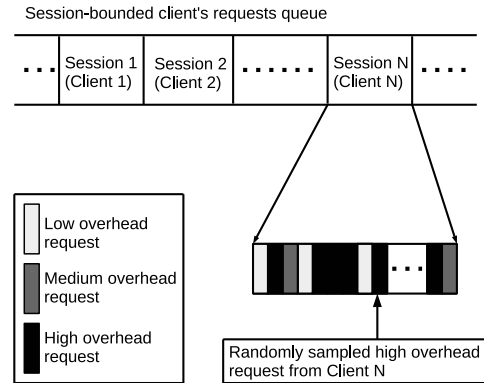 Session-bounded client's requests queue
Session 1
(Client 1)
Session 2
(Client 2)
Session N
(Client N)
Low overhead
request
Medium overhead
request
High overhead
request
Randomly sampled high overhead
request from Client N